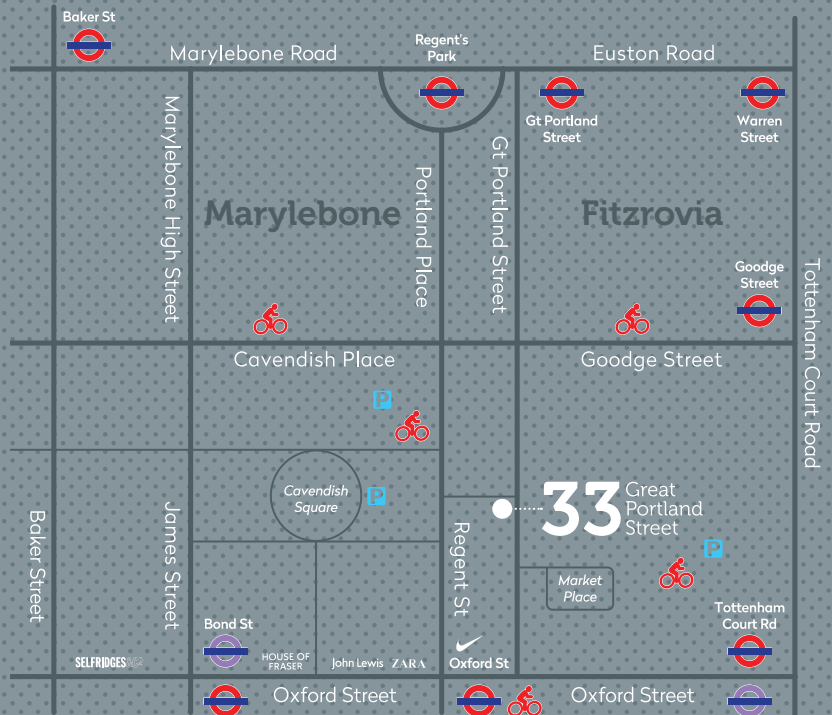 Baker St
Marylebone Road
Regent's
Park
Euston Road
Gt Portland
Street
Warren
Street
Marylebone High Street
Portland Place
Gt Portland Street
Marylebone
Fitzrovia
Goodge
Street
Tottenham Court Road
Cavendish Place
Goodge Street
P
Cavendish
Square
P
33
Great
Portland
Street
P
Baker Street
James Street
Regent St
Market
Place
Bond St
Tottenham
Court Rd
SELFRIDGES&CO
HOUSE OF
FRASER
John Lewis
ZARA
Oxford St
Oxford Street
Oxford Street